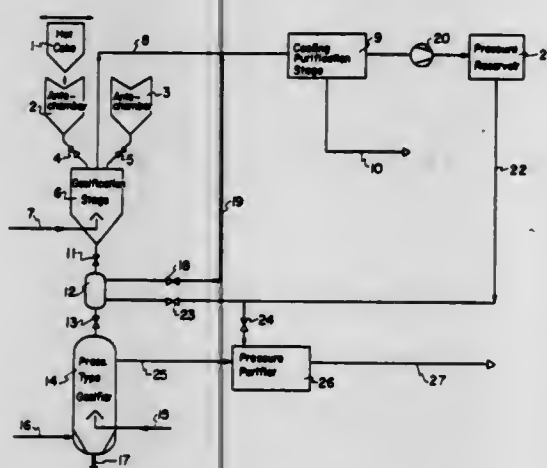 8
Hot
Coke
1
Ante-
chamber
2
Ante-
chamber
3
4
5
Gasification
Stage
6
7
Cooling
Purification
Stage
9
20
Pressure
Reservoir
2
10
22
19
11
18
12
23
13
24
Press.
Type
Gasifier
14
25
Pressure
Purifier
26
27
16
15
17